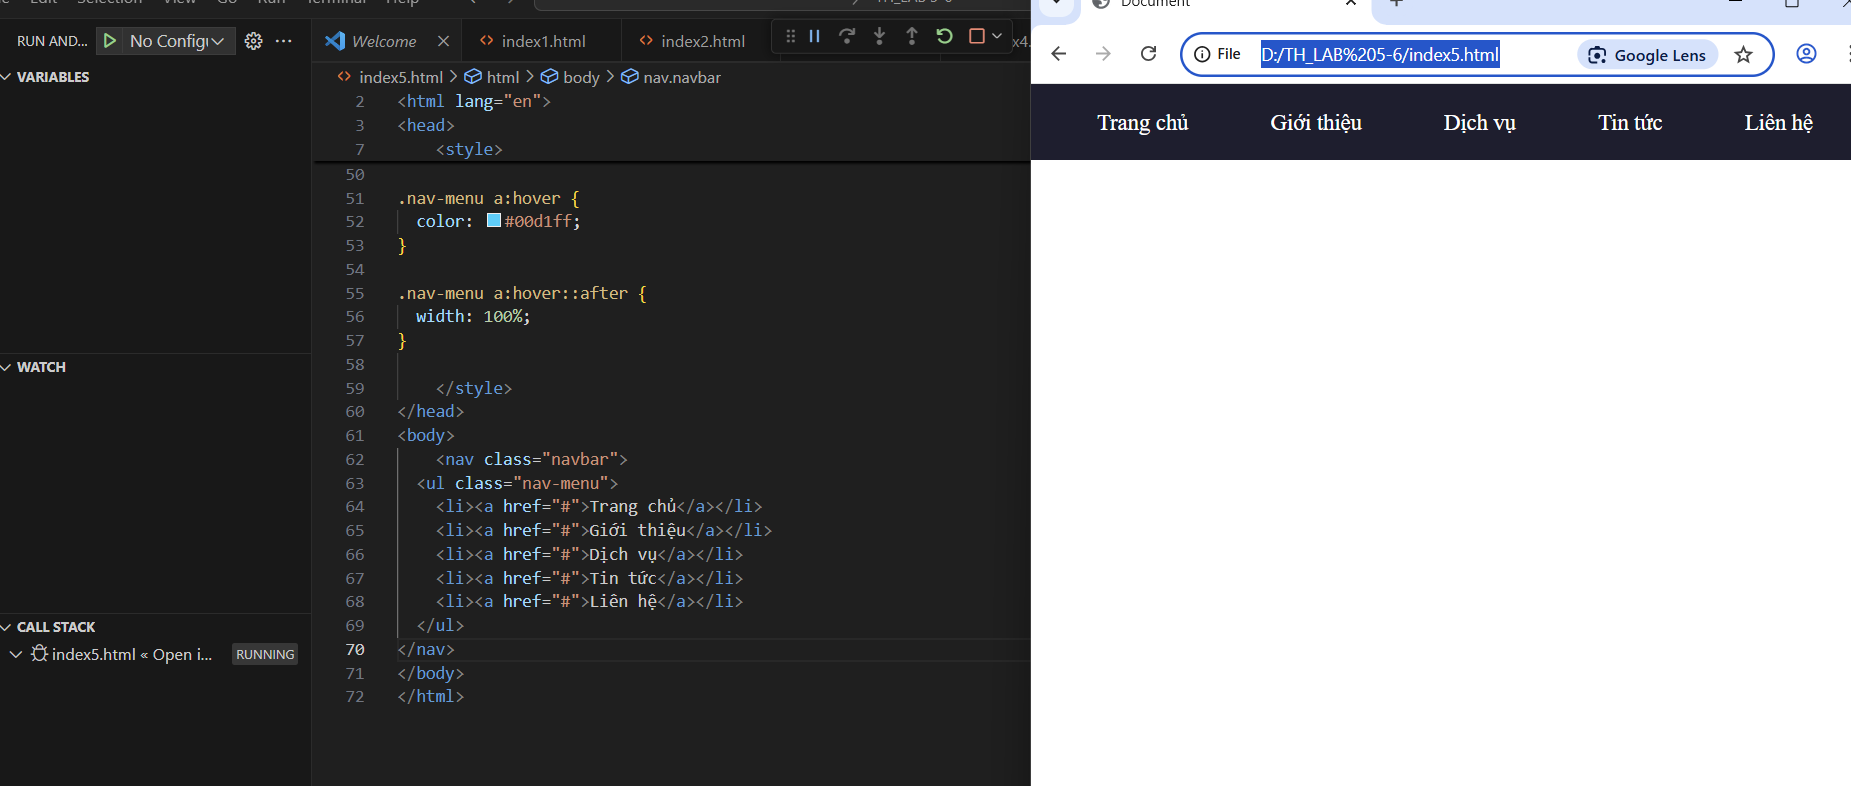 RUN AND... No Config
VARIABLES
WATCH
CALL STACK
index5.html « Open i... RUNNING
Welcome index1.html index2.html x4.
index5.html > html > body > nav.navbar
2 <html lang="en">
3 <head>
7 <style>
50
51 .nav-menu a:hover {
52 color: #00d1ff;
53 }
54
55 .nav-menu a:hover::after {
56 width: 100%;
57 }
58
59 </style>
60 </head>
61 <body>
62 <nav class="navbar">
63 <ul class="nav-menu">
64 <li><a href="#">Trang chủ</a></li>
65 <li><a href="#">Giới thiệu</a></li>
66 <li><a href="#">Dịch vụ</a></li>
67 <li><a href="#">Tin tức</a></li>
68 <li><a href="#">Liên hệ</a></li>
69 </ul>
70 </nav>
71 </body>
72 </html>
Document
File D:/TH_LAB%205-6/index5.html Google Lens
Trang chủ Giới thiệu Dịch vụ Tin tức Liên hệ